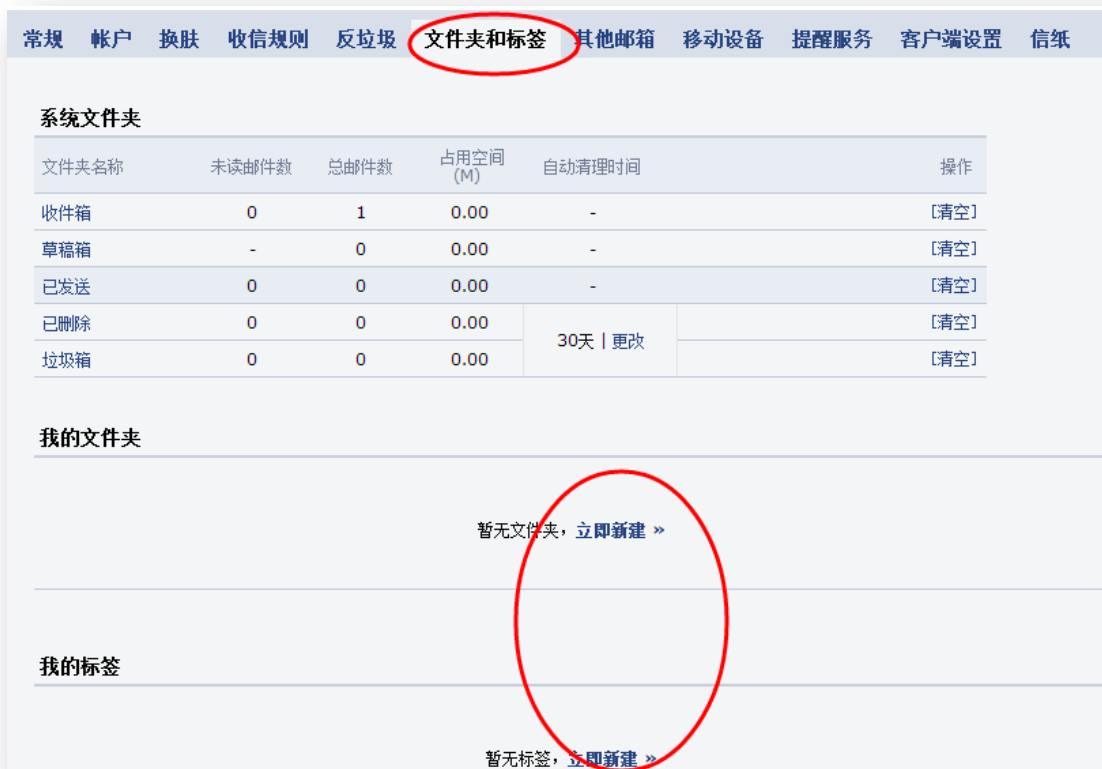 常规 帐户 换肤 收信规则 反垃圾 文件夹和标签 其他邮箱 移动设备 提醒服务 客户端设置 信纸
系统文件夹
文件夹名称 未读邮件数 总邮件数 占用空间(M) 自动清理时间 操作
收件箱 0 1 0.00 - [清空]
草稿箱 - 0 0.00 - [清空]
已发送 0 0 0.00 - [清空]
已删除 0 0 0.00 30天 | 更改 [清空]
垃圾箱 0 0 0.00 [清空]
我的文件夹
暂无文件夹，立即新建 »
我的标签
暂无标签，立即新建 »